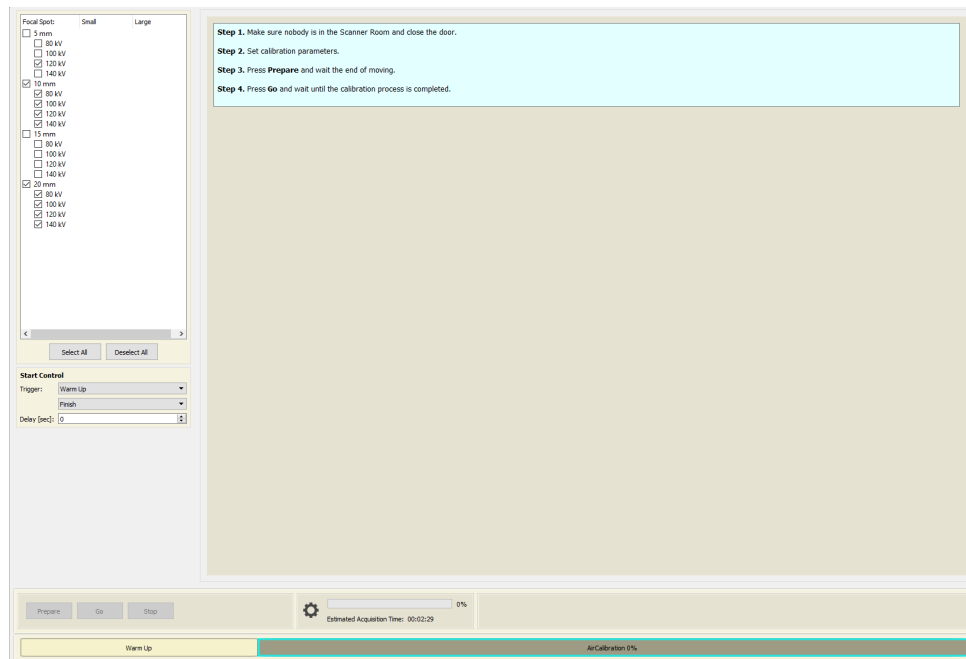 Focal Spot: Small Large
5 mm
80 kV
100 kV
120 kV
140 kV
10 mm
80 kV
100 kV
120 kV
140 kV
15 mm
80 kV
100 kV
120 kV
140 kV
20 mm
80 kV
100 kV
120 kV
140 kV
Select All Deselect All
Start Control
Trigger: Warm Up
Finish
Delay [sec]: 0
Step 1. Make sure nobody is in the Scanner Room and close the door.
Step 2. Set calibration parameters.
Step 3. Press Prepare and wait the end of moving.
Step 4. Press Go and wait until the calibration process is completed.
Prepare Go Stop
0%
Estimated Acquisition Time: 00:02:29
Warm Up AirCalibration 0%